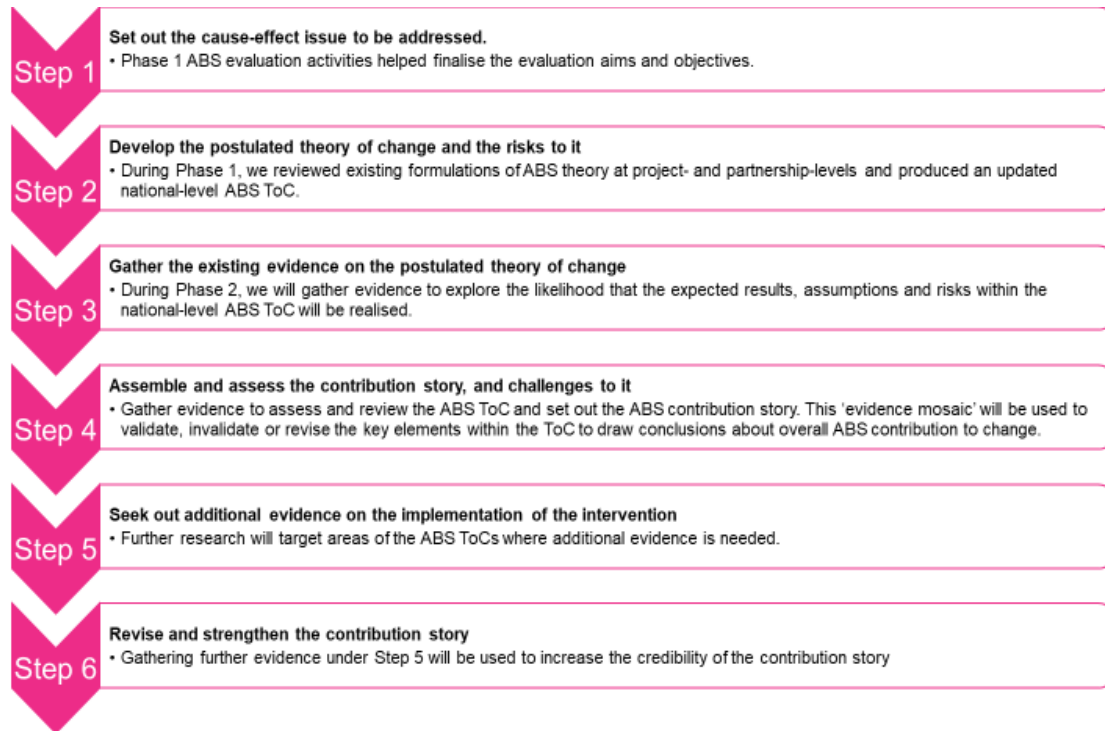 Step 1
Set out the cause-effect issue to be addressed.
• Phase 1 ABS evaluation activities helped finalise the evaluation aims and objectives.
Step 2
Develop the postulated theory of change and the risks to it
• During Phase 1, we reviewed existing formulations of ABS theory at project- and partnership-levels and produced an updated
national-level ABS ToC.
Step 3
Gather the existing evidence on the postulated theory of change
• During Phase 2, we will gather evidence to explore the likelihood that the expected results, assumptions and risks within the
national-level ABS ToC will be realised.
Step 4
Assemble and assess the contribution story, and challenges to it
• Gather evidence to assess and review the ABS ToC and set out the ABS contribution story. This ‘evidence mosaic’ will be used to
validate, invalidate or revise the key elements within the ToC to draw conclusions about overall ABS contribution to change.
Step 5
Seek out additional evidence on the implementation of the intervention
• Further research will target areas of the ABS ToCs where additional evidence is needed.
Step 6
Revise and strengthen the contribution story
• Gathering further evidence under Step 5 will be used to increase the credibility of the contribution story